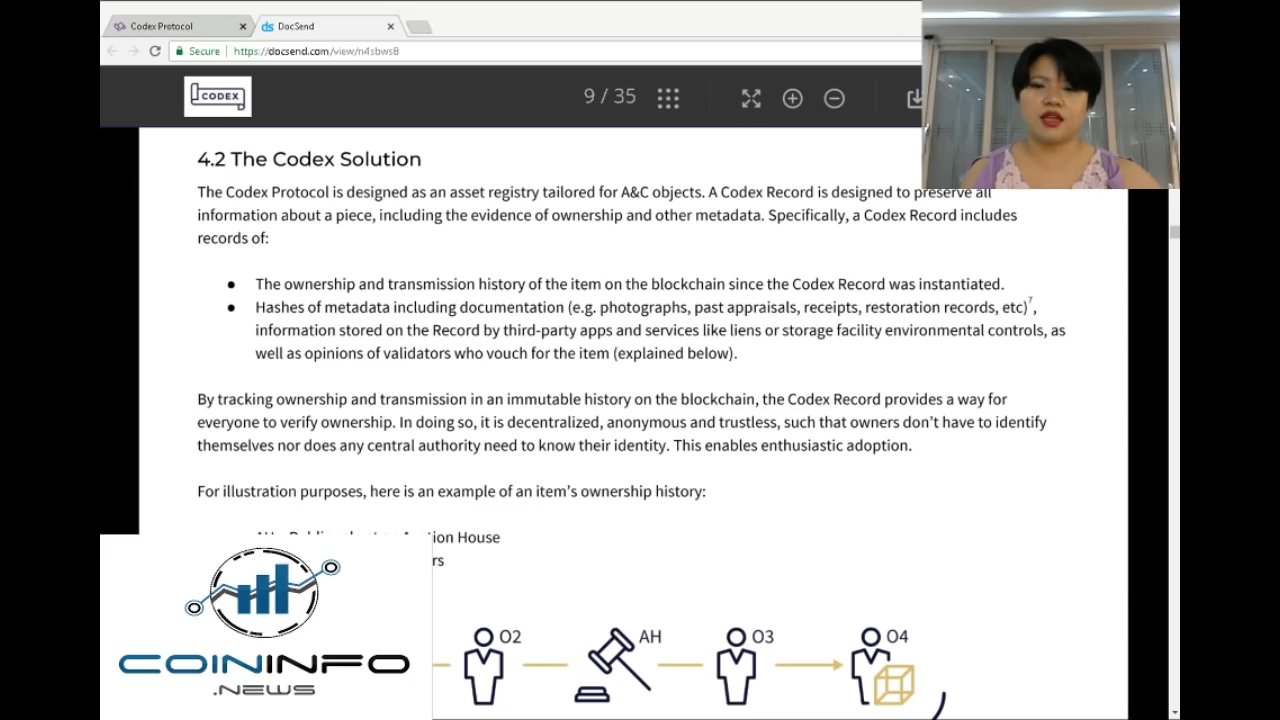 Codex Protocol
ds DocSend
Secure https://docsend.com/view/n4sbws8
CODEX
9 / 35
4.2 The Codex Solution
The Codex Protocol is designed as an asset registry tailored for A&C objects. A Codex Record is designed to preserve all
information about a piece, including the evidence of ownership and other metadata. Specifically, a Codex Record includes
records of:
● The ownership and transmission history of the item on the blockchain since the Codex Record was instantiated.
● Hashes of metadata including documentation (e.g. photographs, past appraisals, receipts, restoration records, etc)7,
information stored on the Record by third-party apps and services like liens or storage facility environmental controls, as
well as opinions of validators who vouch for the item (explained below).
By tracking ownership and transmission in an immutable history on the blockchain, the Codex Record provides a way for
everyone to verify ownership. In doing so, it is decentralized, anonymous and trustless, such that owners don't have to identify
themselves nor does any central authority need to know their identity. This enables enthusiastic adoption.
For illustration purposes, here is an example of an item's ownership history:
House
O2 AH O3 O4
COININFO
.NEWS